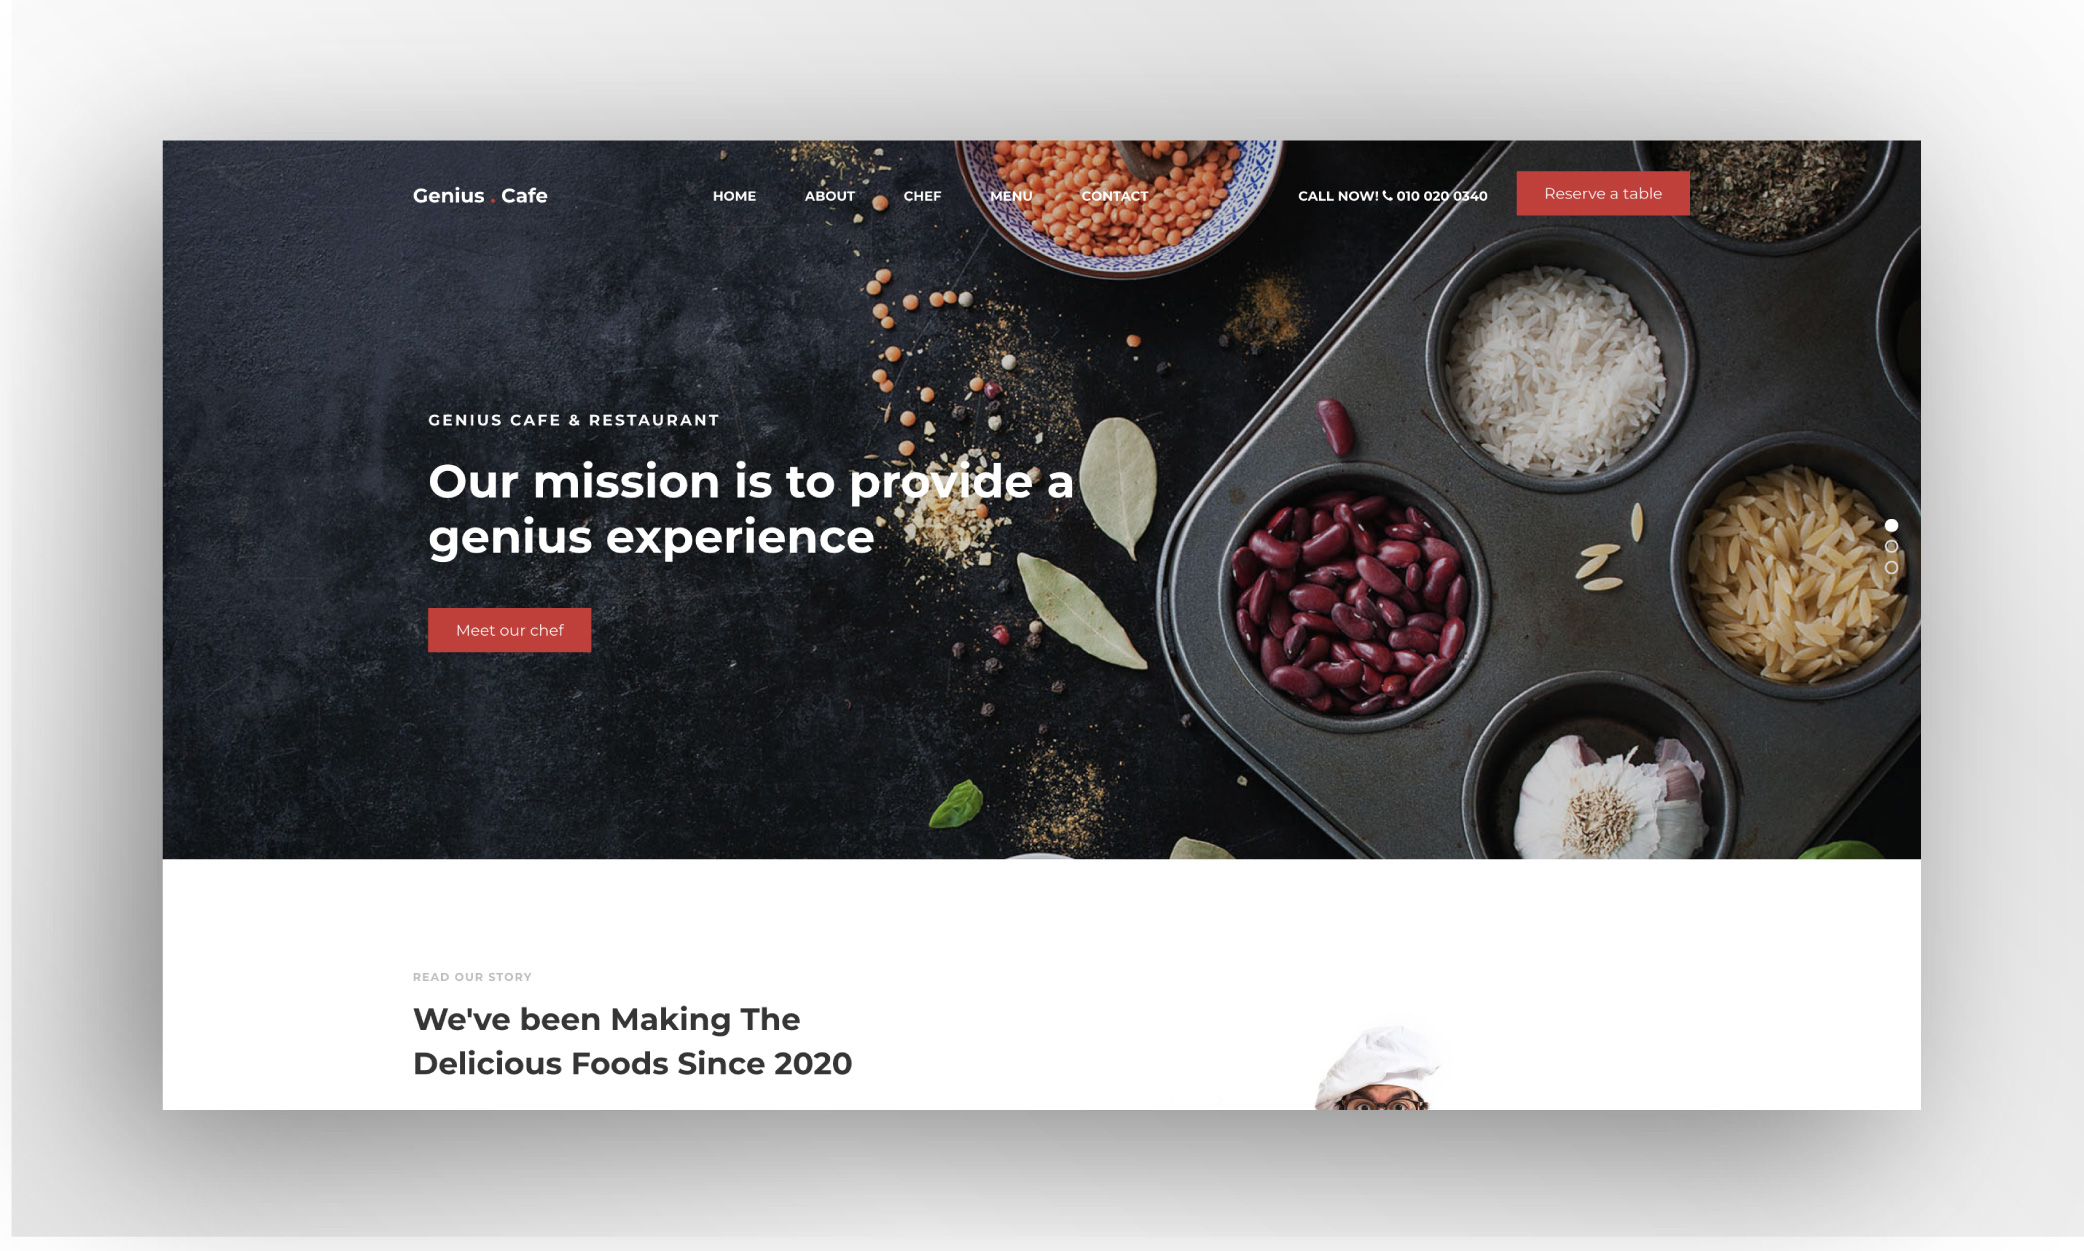 Genius . Cafe
HOME ABOUT CHEF MENU CONTACT
CALL NOW! 010 020 0340
Reserve a table
GENIUS CAFE & RESTAURANT
Our mission is to provide a
genius experience
Meet our chef
READ OUR STORY
We've been Making The
Delicious Foods Since 2020